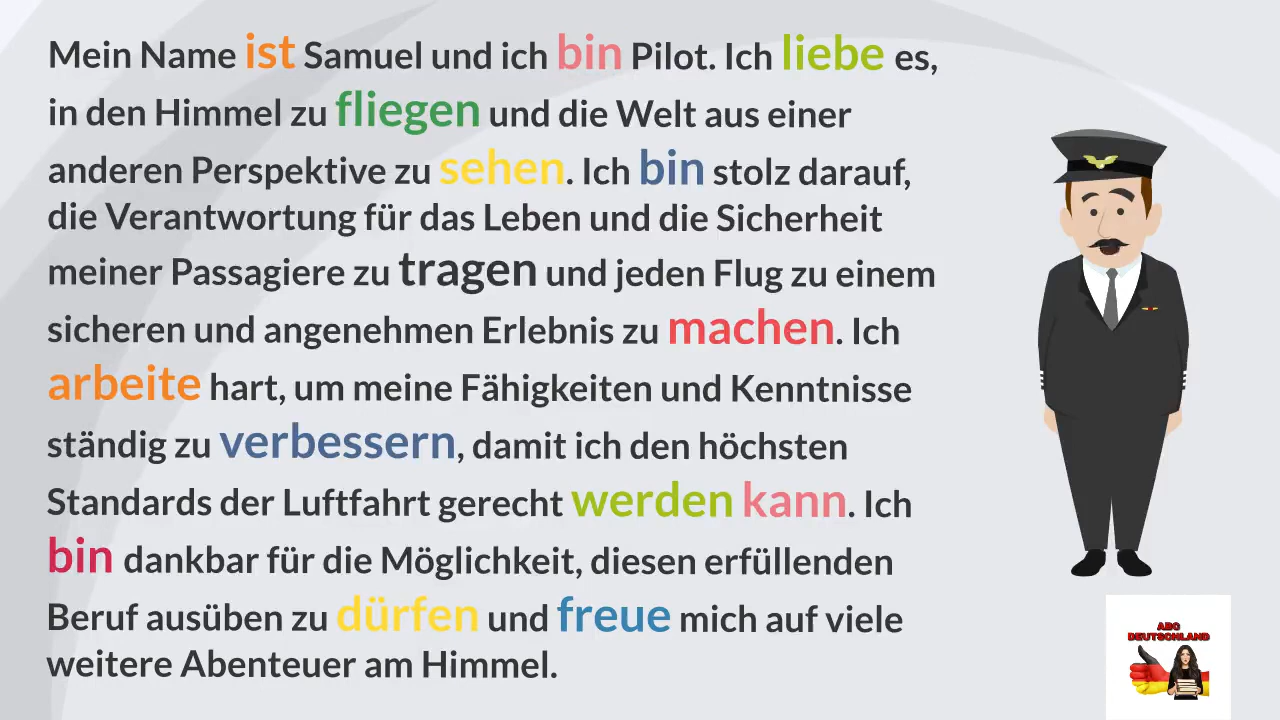 Mein Name ist Samuel und ich bin Pilot. Ich liebe es,
in den Himmel zu fliegen und die Welt aus einer
anderen Perspektive zu sehen. Ich bin stolz darauf,
die Verantwortung für das Leben und die Sicherheit
meiner Passagiere zu tragen und jeden Flug zu einem
sicheren und angenehmen Erlebnis zu machen. Ich
arbeite hart, um meine Fähigkeiten und Kenntnisse
ständig zu verbessern, damit ich den höchsten
Standards der Luftfahrt gerecht werden kann. Ich
bin dankbar für die Möglichkeit, diesen erfüllenden
Beruf ausüben zu dürfen und freue mich auf viele
weitere Abenteuer am Himmel.
ABC
DEUTSCHLAND